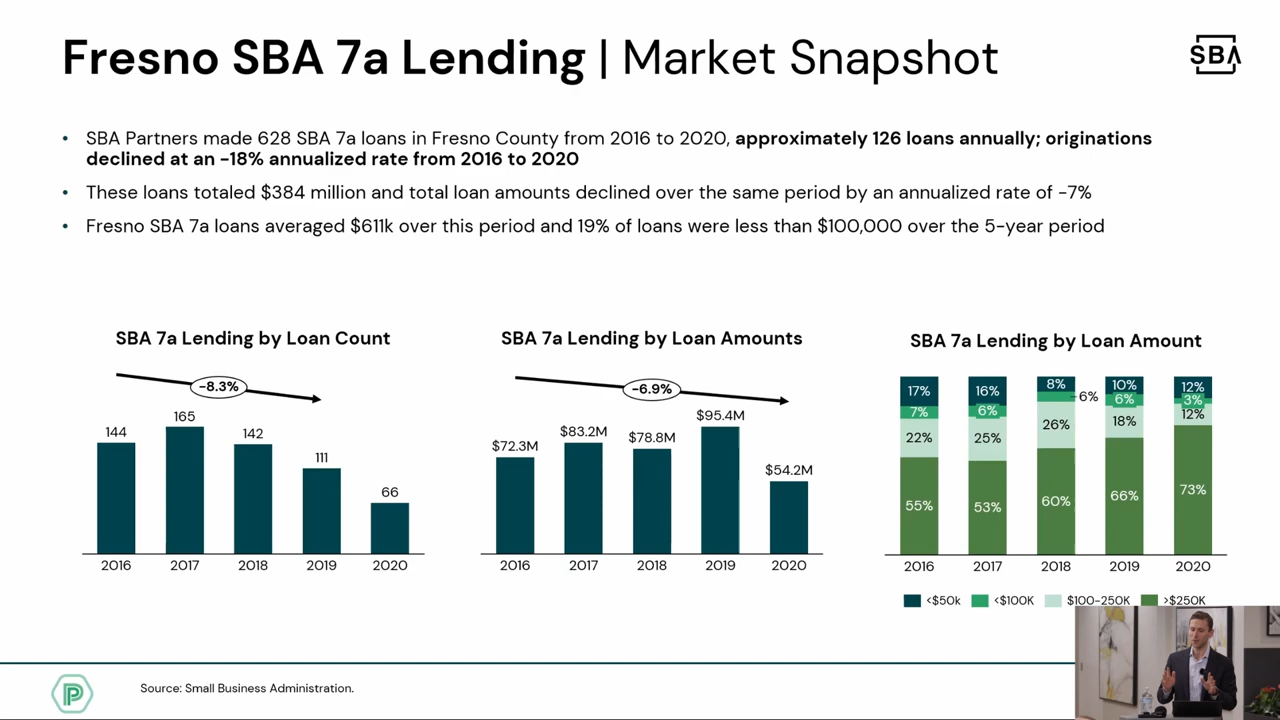 Fresno SBA 7a Lending | Market Snapshot
SBA
• SBA Partners made 628 SBA 7a loans in Fresno County from 2016 to 2020, approximately 126 loans annually; originations
declined at an -18% annualized rate from 2016 to 2020
• These loans totaled $384 million and total loan amounts declined over the same period by an annualized rate of -7%
• Fresno SBA 7a loans averaged $611k over this period and 19% of loans were less than $100,000 over the 5-year period
SBA 7a Lending by Loan Count
-8.3%
144 165 142 111 66
2016 2017 2018 2019 2020
SBA 7a Lending by Loan Amounts
-6.9%
$72.3M $83.2M $78.8M $95.4M $54.2M
2016 2017 2018 2019 2020
SBA 7a Lending by Loan Amount
17% 16% 8% 10% 12%
7% 6% 6% 6% 3%
22% 25% 26% 18% 12%
55% 53% 60% 66% 73%
2016 2017 2018 2019 2020
<$50k <$100K $100-250K >$250K
P
Source: Small Business Administration.